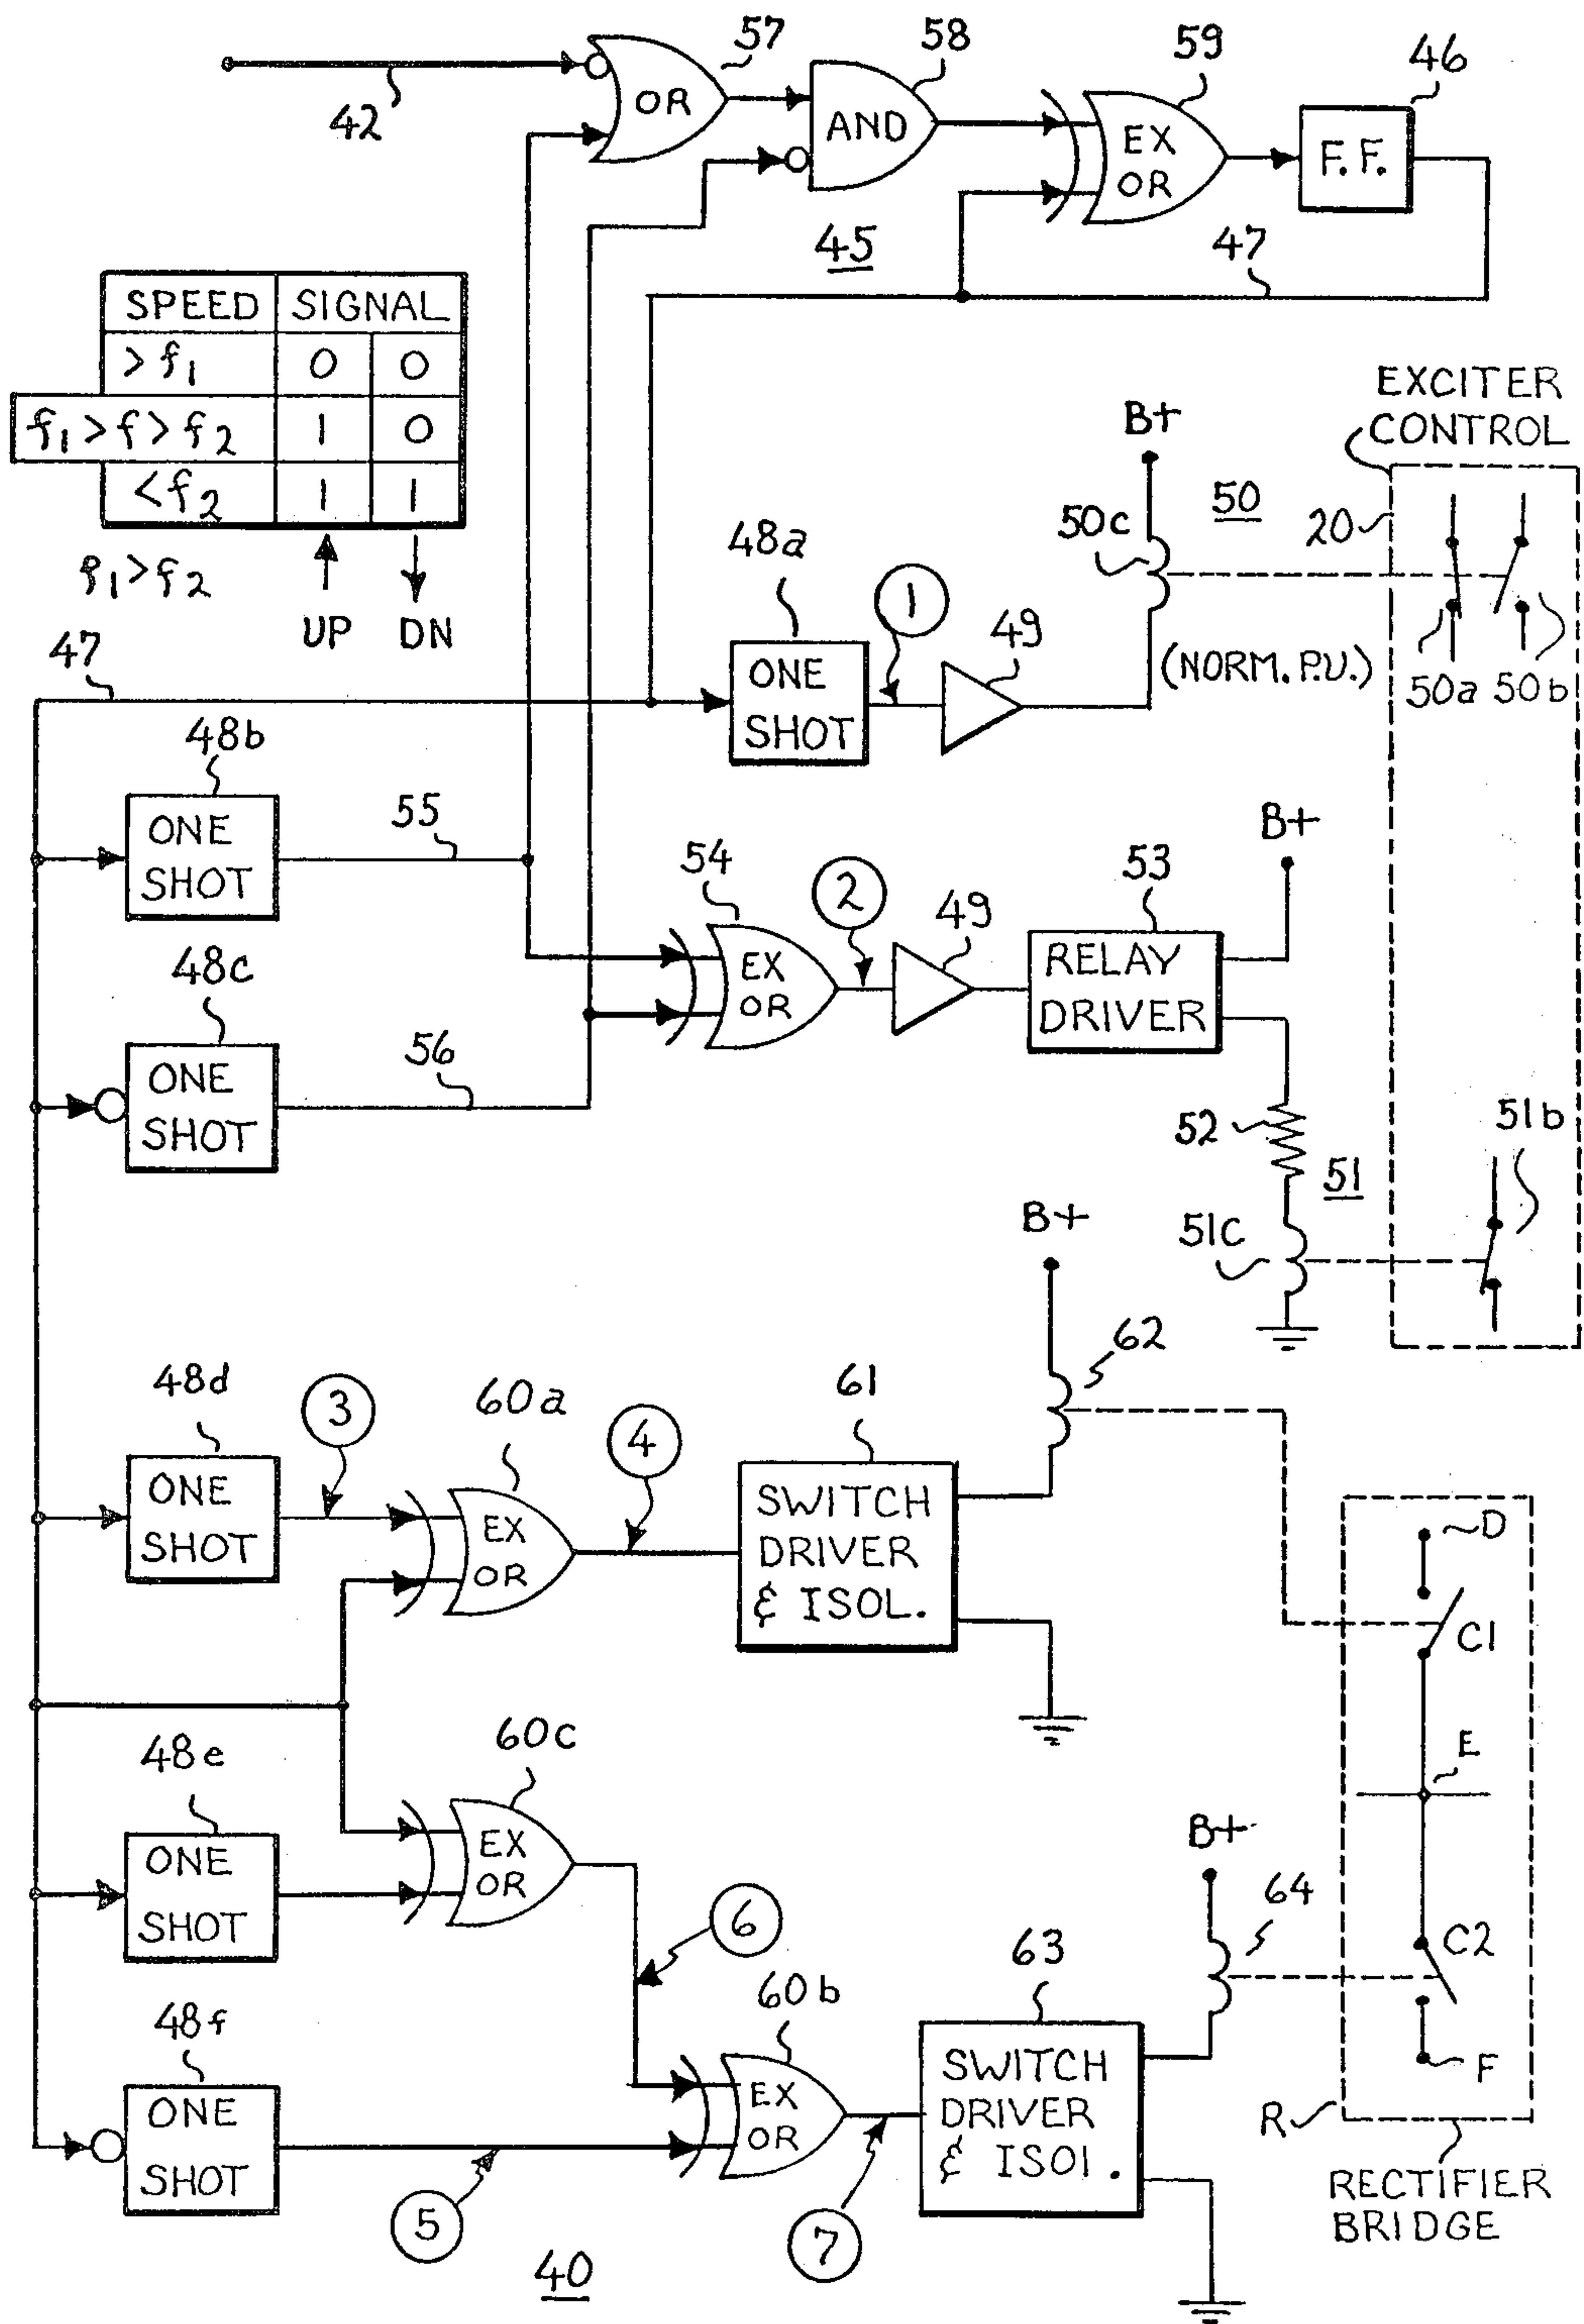 57
58
59
46
42
OR
AND
EX
OR
F.F.
45
47
SPEED SIGNAL
>f1 0 0
f1>f>f2 1 0
<f2 1 1
f1>f2
UP DN
EXCITER
CONTROL
B+
50
20
50c
48a
1
49
ONE
SHOT
(NORM. P.U.)
50a 50b
47
48b
ONE
SHOT
55
54
2
49
53
B+
EX
OR
RELAY
DRIVER
48c
ONE
SHOT
56
52
51b
51
51c
B+
62
48d
3
60a
4
61
ONE
SHOT
EX
OR
SWITCH
DRIVER
& ISOL.
D
C1
E
48e
60c
ONE
SHOT
EX
OR
B+
64
C2
6
63
60b
48f
ONE
SHOT
EX
OR
SWITCH
DRIVER
& ISOl.
F
R
5
7
RECTIFIER
BRIDGE
40